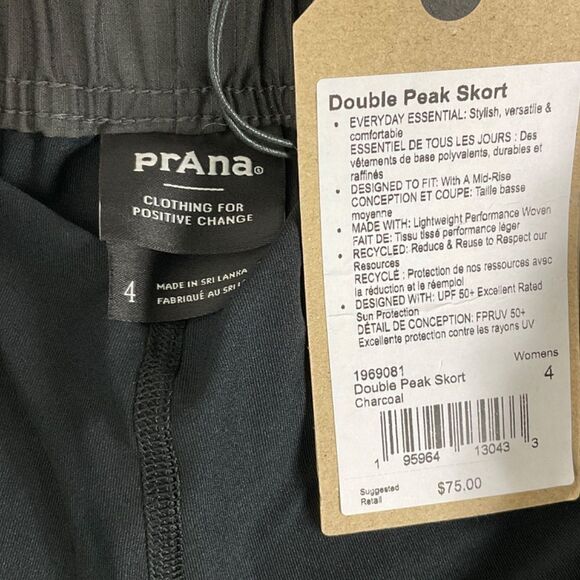 prAna®
CLOTHING FOR
POSITIVE CHANGE
4
MADE IN SRI LANKA
FABRIQUÉ AU SRI
Double Peak Skort
• EVERYDAY ESSENTIAL: Stylish, versatile &
comfortable
ESSENTIEL DE TOUS LES JOURS : Des
vêtements de base polyvalents, durables et
raffinés
• DESIGNED TO FIT: With A Mid-Rise
CONCEPTION ET COUPE: Taille basse
moyenne
• MADE WITH: Lightweight Performance Woven
FAIT DE: Tissu tissé performance léger
• RECYCLED: Reduce & Reuse to Respect our
Resources
RECYCLÉ : Protection de nos ressources avec
la réduction et le réemploi
• DESIGNED WITH: UPF 50+ Excellent Rated
Sun Protection
DÉTAIL DE CONCEPTION: FPRUV 50+
Excellente protection contre les rayons UV
Womens
1969081
Double Peak Skort 4
Charcoal
1 95964 13043 3
Suggested
Retail $75.00